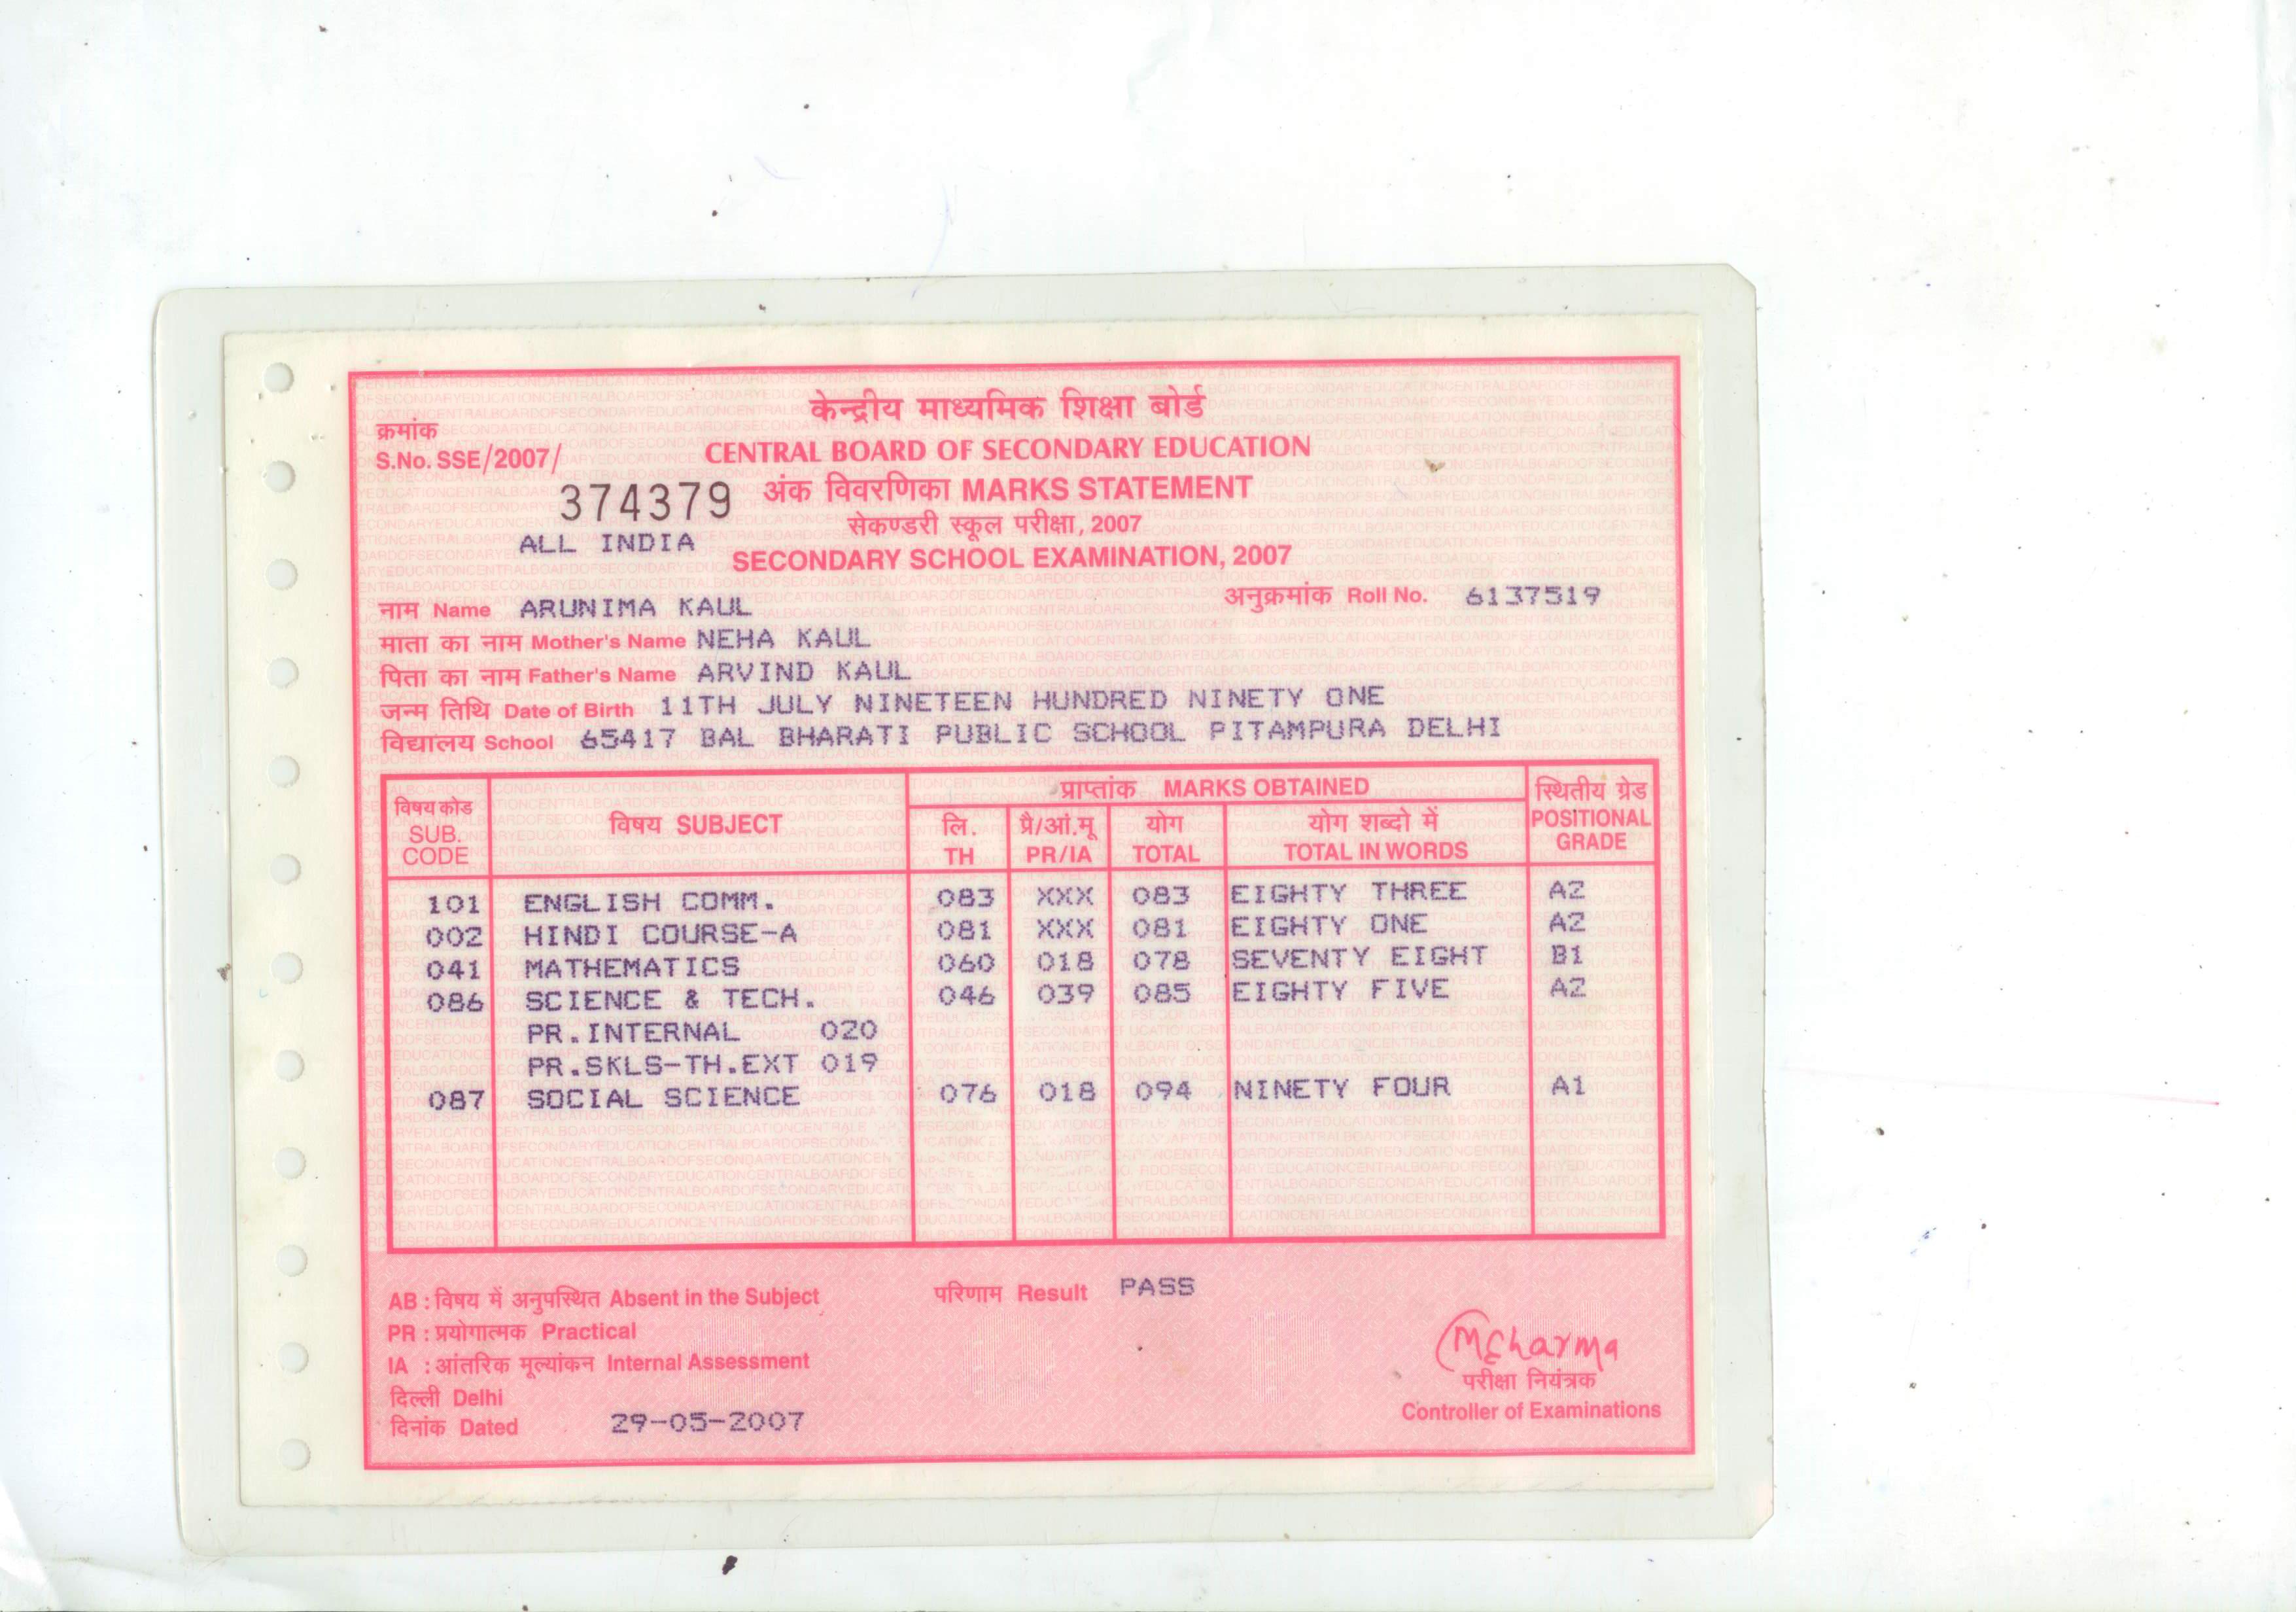 केन्द्रीय माध्यमिक शिक्षा बोर्ड
क्रमांक
S.No. SSE/2007/
CENTRAL BOARD OF SECONDARY EDUCATION
374379
अंक विवरणिका MARKS STATEMENT
सेकण्डरी स्कूल परीक्षा, 2007
ALL INDIA
SECONDARY SCHOOL EXAMINATION, 2007
नाम Name ARUNIMA KAUL अनुक्रमांक Roll No. 6137519
माता का नाम Mother's Name NEHA KAUL
पिता का नाम Father's Name ARVIND KAUL
जन्म तिथि Date of Birth 11TH JULY NINETEEN HUNDRED NINETY ONE
विद्यालय School 65417 BAL BHARATI PUBLIC SCHOOL PITAMPURA DELHI
विषय कोड SUB. CODE विषय SUBJECT प्राप्तांक MARKS OBTAINED स्थितीय ग्रेड POSITIONAL GRADE
लि. TH प्रै/आं.मू PR/IA योग TOTAL योग शब्दो में TOTAL IN WORDS
101 ENGLISH COMM. 083 XXX 083 EIGHTY THREE A2
002 HINDI COURSE-A 081 XXX 081 EIGHTY ONE A2
041 MATHEMATICS 060 018 078 SEVENTY EIGHT B1
086 SCIENCE & TECH. 046 039 085 EIGHTY FIVE A2
PR.INTERNAL 020
PR.SKLS-TH.EXT 019
087 SOCIAL SCIENCE 076 018 094 NINETY FOUR A1
AB : विषय में अनुपस्थित Absent in the Subject परिणाम Result PASS
PR : प्रयोगात्मक Practical
IA : आंतरिक मूल्यांकन Internal Assessment
दिल्ली Delhi
दिनांक Dated 29-05-2007
MSharma
परीक्षा नियंत्रक
Controller of Examinations